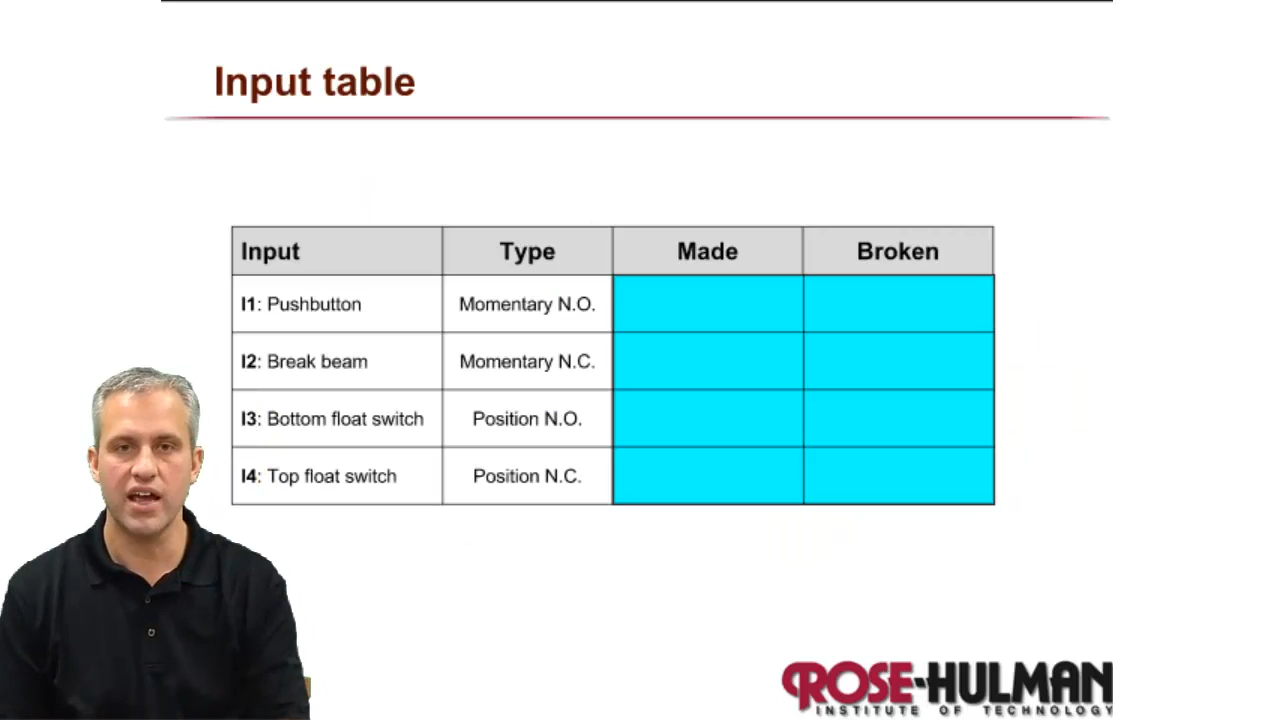 Input table
Input Type Made Broken
I1: Pushbutton Momentary N.O.
I2: Break beam Momentary N.C.
I3: Bottom float switch Position N.O.
I4: Top float switch Position N.C.
ROSE-HULMAN
INSTITUTE OF TECHNOLOGY